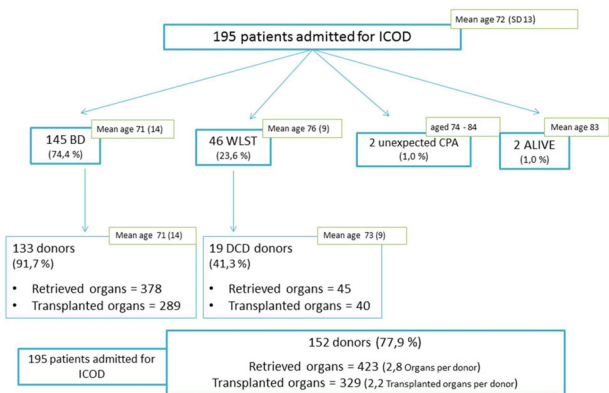 Mean age 72 (SD 13)
195 patients admitted for ICOD
Mean age 71 (14)
145 BD
(74,4 %)
Mean age 76 (9)
46 WLST
(23,6 %)
aged 74 - 84
2 unexpected CPA
(1,0 %)
Mean age 83
2 ALIVE
(1,0 %)
Mean age 71 (14)
133 donors
(91,7 %)
• Retrieved organs = 378
• Transplanted organs = 289
Mean age 73 (9)
19 DCD donors
(41,3 %)
• Retrieved organs = 45
• Transplanted organs = 40
195 patients admitted for
ICOD
152 donors (77,9 %)
Retrieved organs = 423 (2,8 Organs per donor)
Transplanted organs = 329 (2,2 Transplanted organs per donor)